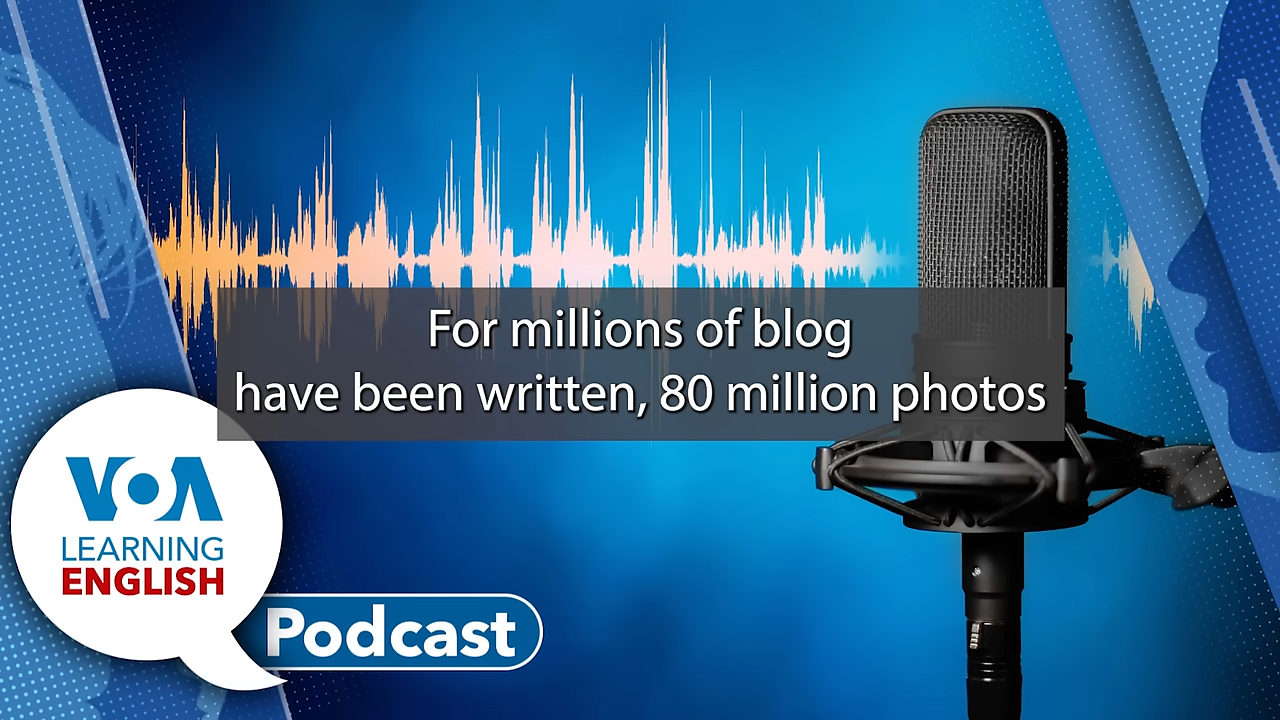 For millions of blog
have been written, 80 million photos
VOA
LEARNING
ENGLISH
Podcast